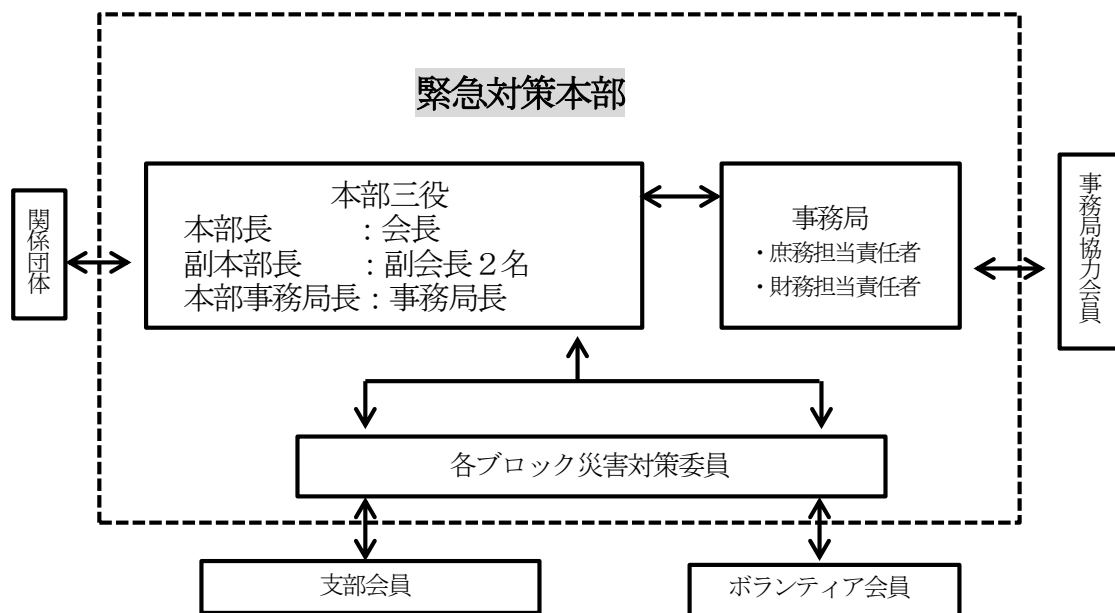 緊急対策本部
関係団体
本部三役
本部長　　　：会長
副本部長　　：副会長２名
本部事務局長：事務局長
事務局
・庶務担当責任者
・財務担当責任者
事務局協力会員
各ブロック災害対策委員
支部会員
ボランティア会員